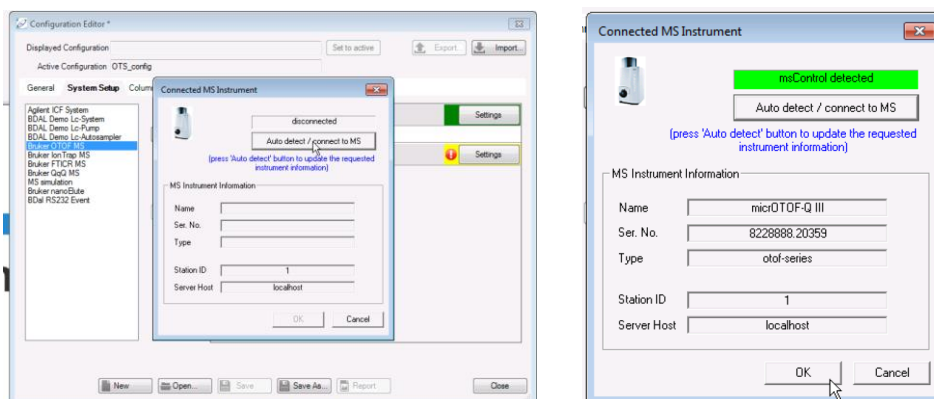 Configuration Editor *
Displayed Configuration
Set to active
Export...
Import...
Active Configuration OTS_config
General System Setup Colum
Agilent ICF System
BDAL Demo Lc-System
BDAL Demo Lc-Pump
BDAL Demo Lc-Autosampler
Bruker OTOF MS
Bruker IonTrap MS
Bruker FTICR MS
Bruker QqQ MS
MS simulation
Bruker nanoElute
BDal RS232 Event
Settings
Settings
Connected MS Instrument
disconnected
Auto detect / connect to MS
(press 'Auto detect' button to update the requested
instrument information)
MS Instrument Information
Name
Ser. No.
Type
Station ID 1
Server Host localhost
OK Cancel
New Open... Save Save As... Report Close
Connected MS Instrument
msControl detected
Auto detect / connect to MS
(press 'Auto detect' button to update the requested
instrument information)
MS Instrument Information
Name micrOTOF-Q III
Ser. No. 8228888.20359
Type otof-series
Station ID 1
Server Host localhost
OK Cancel